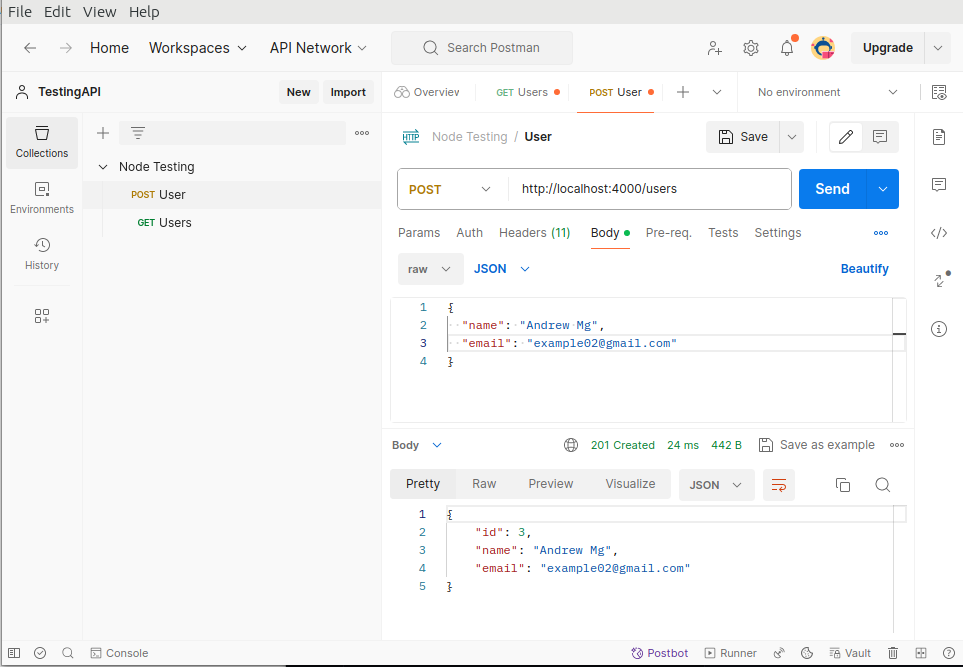 File Edit View Help
Home Workspaces API Network Search Postman Upgrade
TestingAPI New Import Overview GET Users POST User No environment
Collections
Environments
History
Node Testing
POST User
GET Users
HTTP Node Testing / User Save
POST http://localhost:4000/users Send
Params Auth Headers (11) Body Pre-req. Tests Settings
raw JSON Beautify
1 {
2 "name": "Andrew Mg",
3 "email": "example02@gmail.com"
4 }
Body 201 Created 24 ms 442 B Save as example
Pretty Raw Preview Visualize JSON
1 {
2 "id": 3,
3 "name": "Andrew Mg",
4 "email": "example02@gmail.com"
5 }
Console Postbot Runner Vault